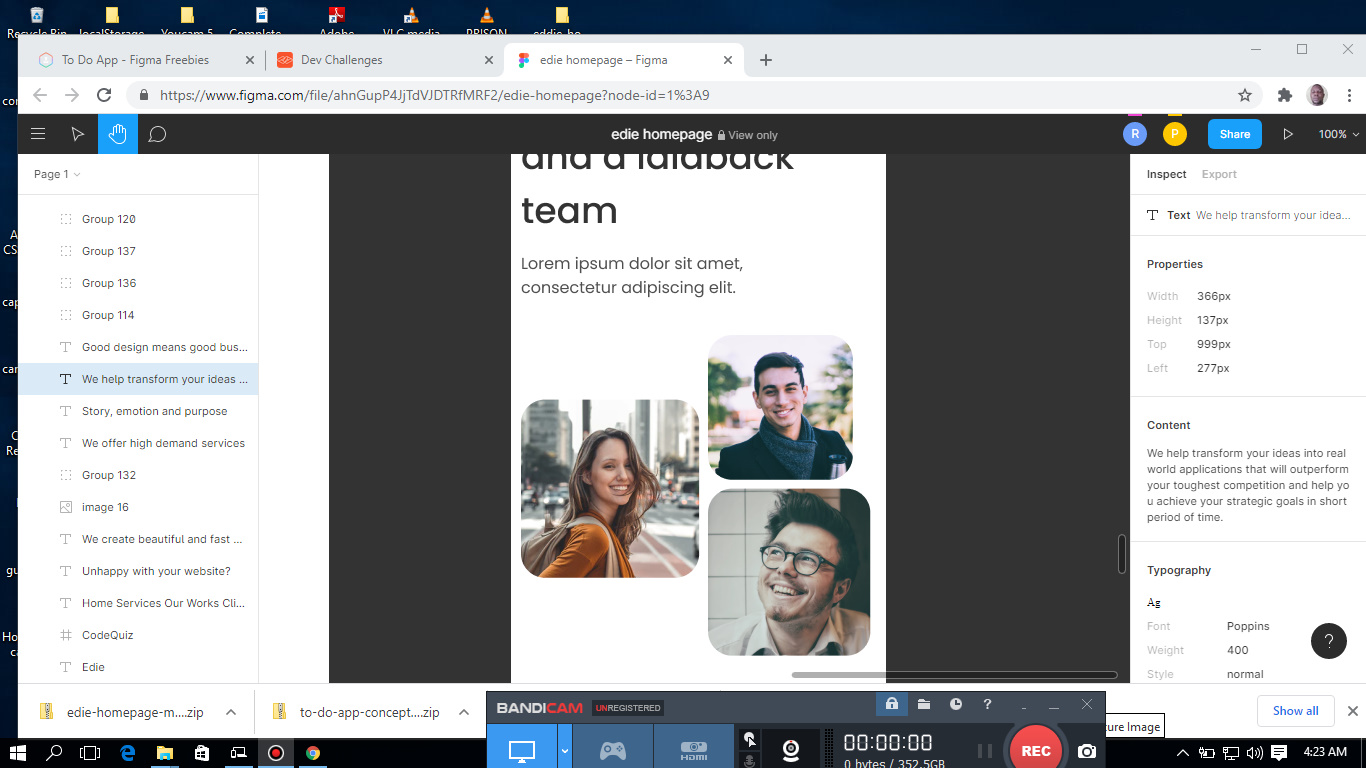 Recycle Bin
localStorage
Youcam 5
Complete
Adobe
VLC media
PRISON
eddie-ho
To Do App - Figma Freebies
Dev Challenges
edie homepage – Figma
https://www.figma.com/file/ahnGupP4JjTdVJDTRfMRF2/edie-homepage?node-id=1%3A9
edie homepage
View only
R
P
Share
100%
Page 1
Group 120
Group 137
Group 136
Group 114
Good design means good bus...
We help transform your ideas ...
Story, emotion and purpose
We offer high demand services
Group 132
image 16
We create beautiful and fast ...
Unhappy with your website?
Home Services Our Works Cli...
CodeQuiz
Edie
and a laidback
team
Lorem ipsum dolor sit amet,
consectetur adipiscing elit.
Inspect
Export
Text We help transform your idea...
Properties
Width 366px
Height 137px
Top 999px
Left 277px
Content
We help transform your ideas into real
world applications that will outperform
your toughest competition and help yo
u achieve your strategic goals in short
period of time.
Typography
Ag
Font Poppins
Weight 400
Style normal
?
edie-homepage-m....zip
to-do-app-concept....zip
Show all
BANDICAM
UNREGISTERED
?
HDMI
00:00:00
0 bytes / 352.5GB
REC
ure Image
4:23 AM